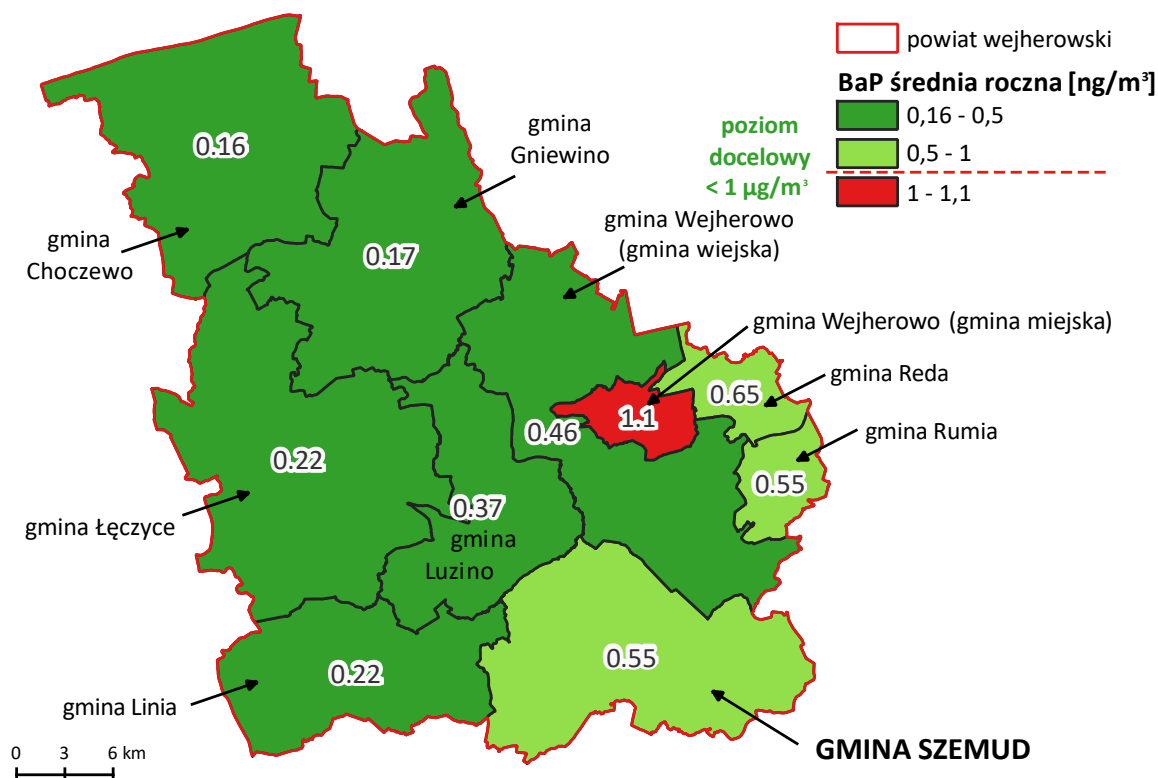 powiat wejherowski
BaP średnia roczna [ng/m³]
0,16 - 0,5
0,5 - 1
1 - 1,1
poziom
docelowy
< 1 µg/m³
0.16
gmina
Gniewino
gmina Wejherowo
(gmina wiejska)
gmina
Choczewo
0.17
gmina Wejherowo (gmina miejska)
gmina Reda
0.65
1.1
0.46
gmina Rumia
0.22
0.55
0.37
gmina Łęczyce
gmina
Luzino
0.55
0.22
gmina Linia
GMINA SZEMUD
0 3 6 km